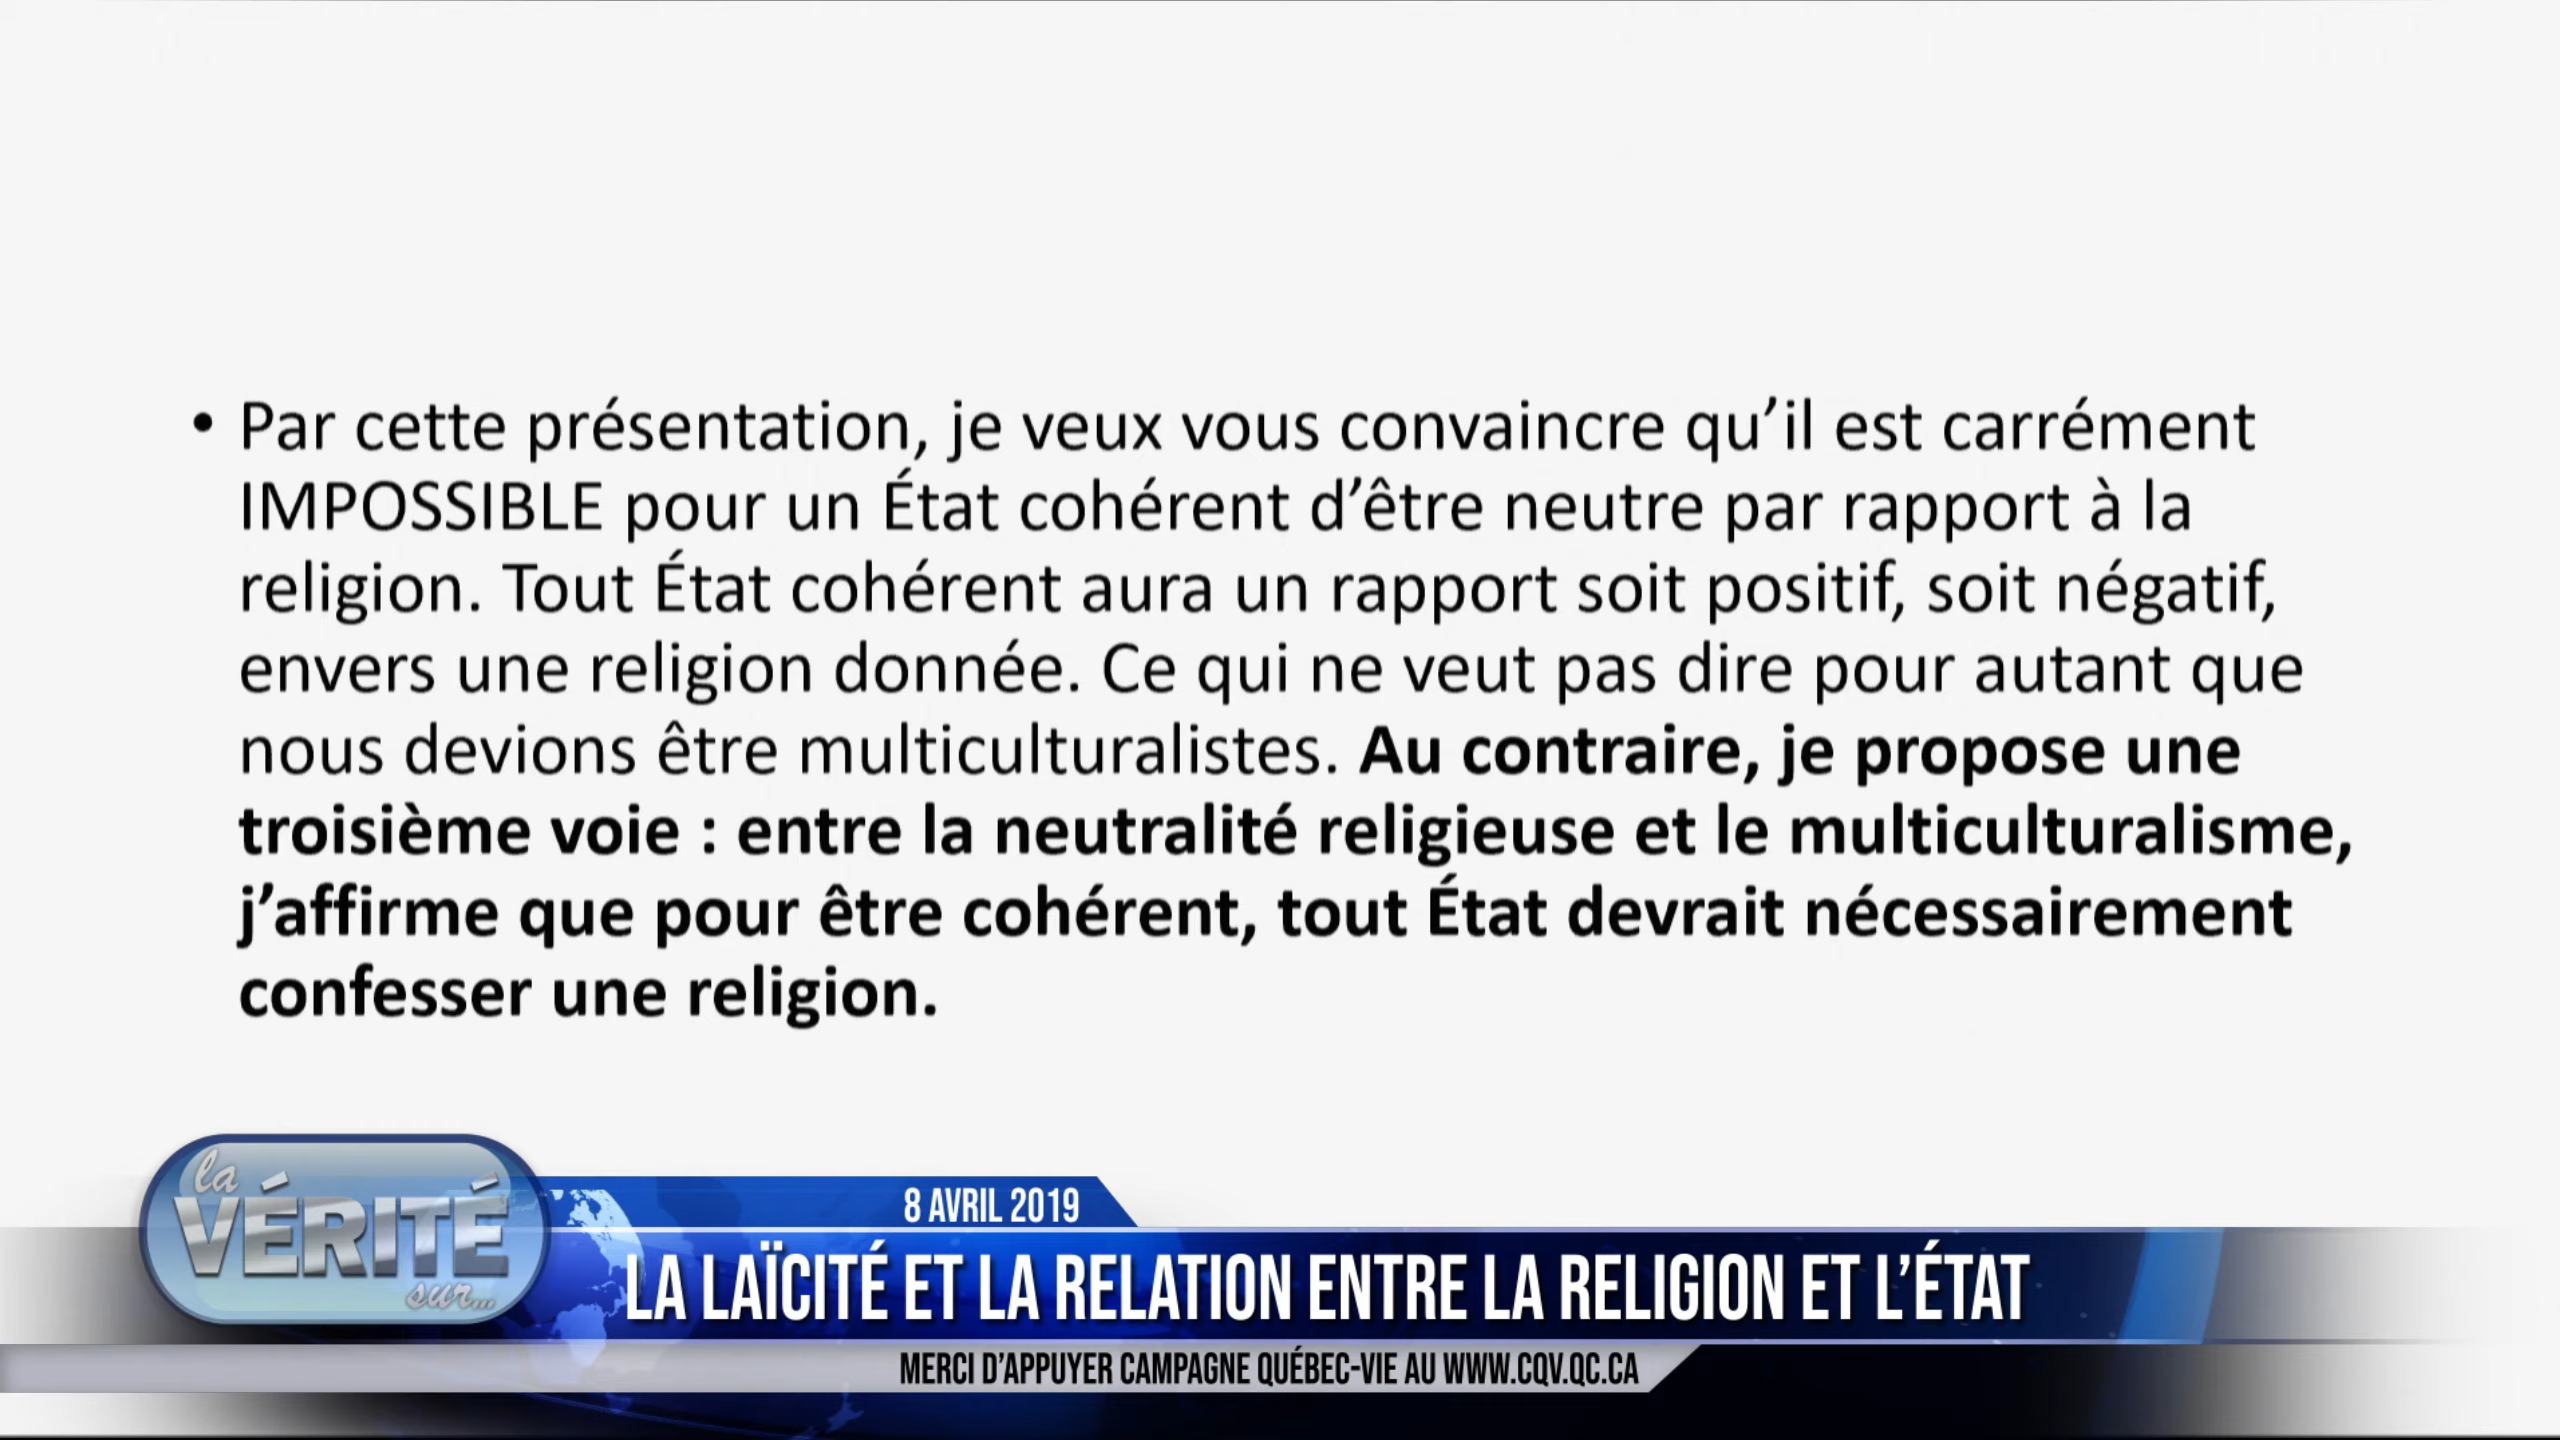 • Par cette présentation, je veux vous convaincre qu’il est carrément
IMPOSSIBLE pour un État cohérent d’être neutre par rapport à la
religion. Tout État cohérent aura un rapport soit positif, soit négatif,
envers une religion donnée. Ce qui ne veut pas dire pour autant que
nous devions être multiculturalistes. Au contraire, je propose une
troisième voie : entre la neutralité religieuse et le multiculturalisme,
j’affirme que pour être cohérent, tout État devrait nécessairement
confesser une religion.
la
VÉRITÉ
sur...
8 AVRIL 2019
LA LAÏCITÉ ET LA RELATION ENTRE LA RELIGION ET L’ÉTAT
MERCI D’APPUYER CAMPAGNE QUÉBEC-VIE AU WWW.CQV.QC.CA